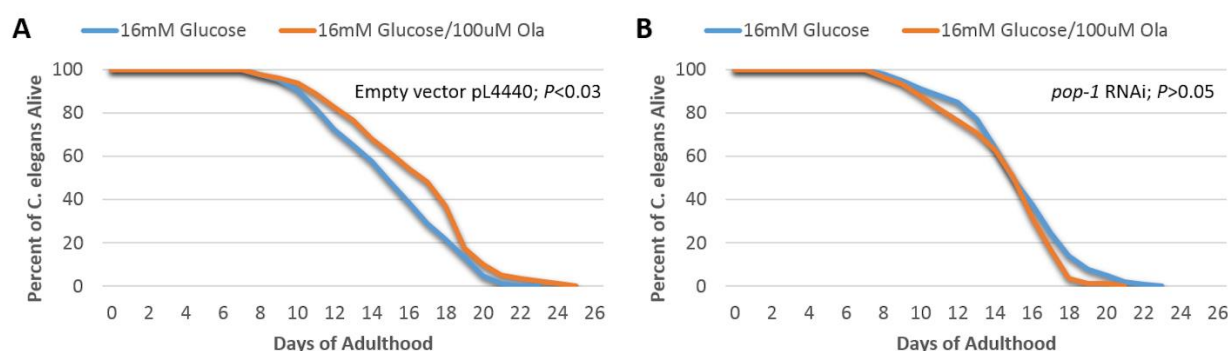 A
16mM Glucose 16mM Glucose/100uM Ola
Percent of C. elegans Alive
100
80
60
40
20
0
Empty vector pL4440; P<0.03
0 2 4 6 8 10 12 14 16 18 20 22 24 26
Days of Adulthood
B
16mM Glucose 16mM Glucose/100uM Ola
Percent of C. elegans Alive
100
80
60
40
20
0
pop-1 RNAi; P>0.05
0 2 4 6 8 10 12 14 16 18 20 22 24 26
Days of Adulthood